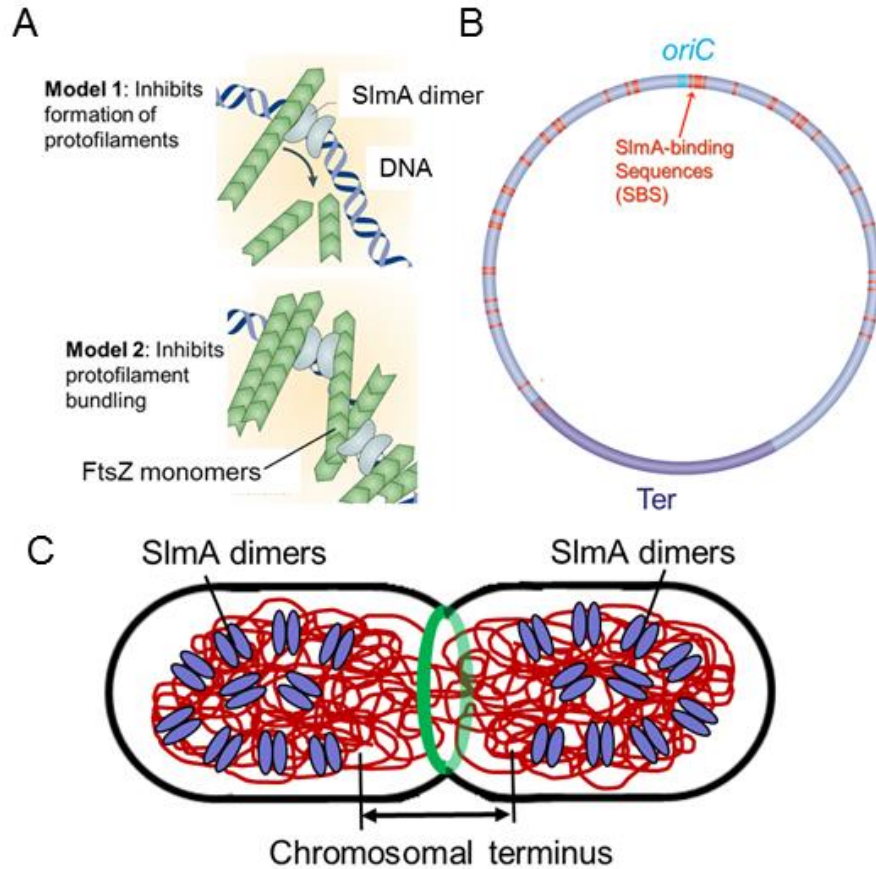 A
Model 1: Inhibits
formation of
protofilaments
SlmA dimer
DNA
Model 2: Inhibits
protofilament
bundling
FtsZ monomers
B
oriC
SlmA-binding
Sequences
(SBS)
Ter
C
SlmA dimers
SlmA dimers
Chromosomal terminus